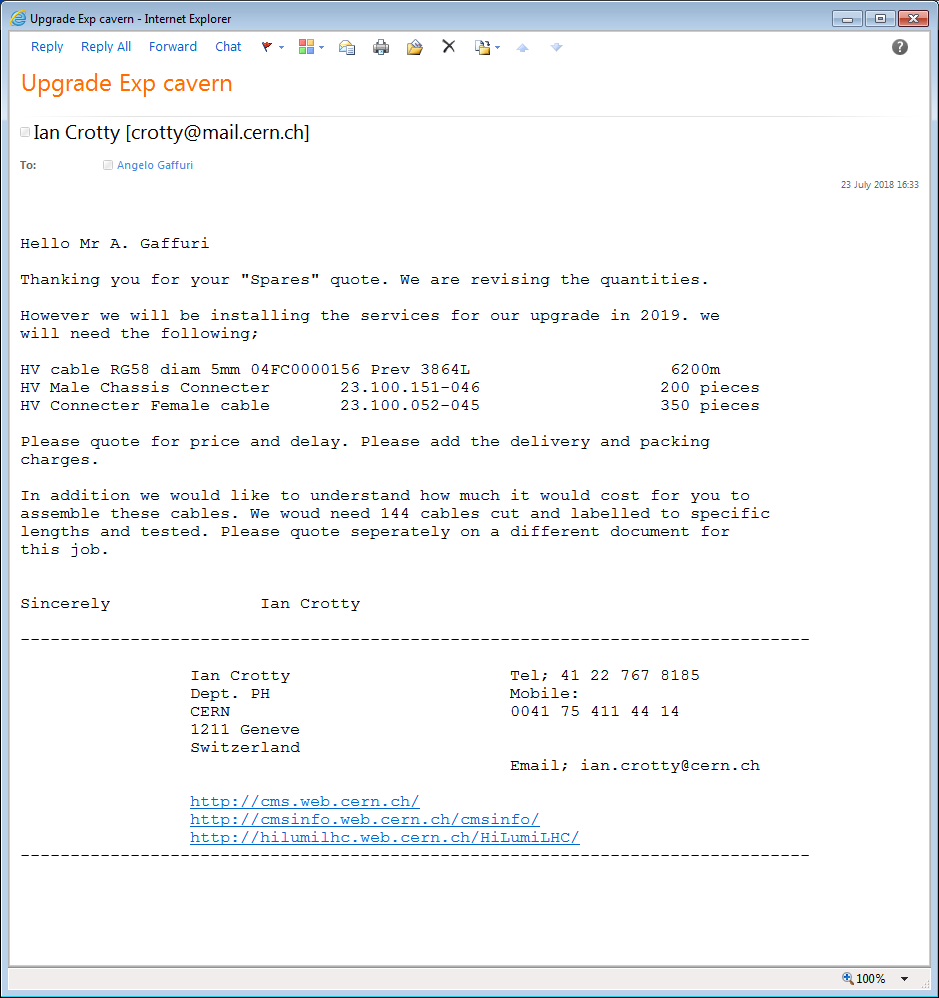 Upgrade Exp cavern - Internet Explorer
Reply Reply All Forward Chat
Upgrade Exp cavern
Ian Crotty [crotty@mail.cern.ch]
To: Angelo Gaffuri
23 July 2018 16:33
Hello Mr A. Gaffuri
Thanking you for your "Spares" quote. We are revising the quantities.
However we will be installing the services for our upgrade in 2019. we
will need the following;
HV cable RG58 diam 5mm 04FC0000156 Prev 3864L 6200m
HV Male Chassis Connecter 23.100.151-046 200 pieces
HV Connecter Female cable 23.100.052-045 350 pieces
Please quote for price and delay. Please add the delivery and packing
charges.
In addition we would like to understand how much it would cost for you to
assemble these cables. We woud need 144 cables cut and labelled to specific
lengths and tested. Please quote seperately on a different document for
this job.
Sincerely Ian Crotty
-------------------------------------------------------------------------------
Ian Crotty Tel; 41 22 767 8185
Dept. PH Mobile:
CERN 0041 75 411 44 14
1211 Geneve
Switzerland
Email; ian.crotty@cern.ch
http://cms.web.cern.ch/
http://cmsinfo.web.cern.ch/cmsinfo/
http://hilumilhc.web.cern.ch/HiLumiLHC/
-------------------------------------------------------------------------------
100%